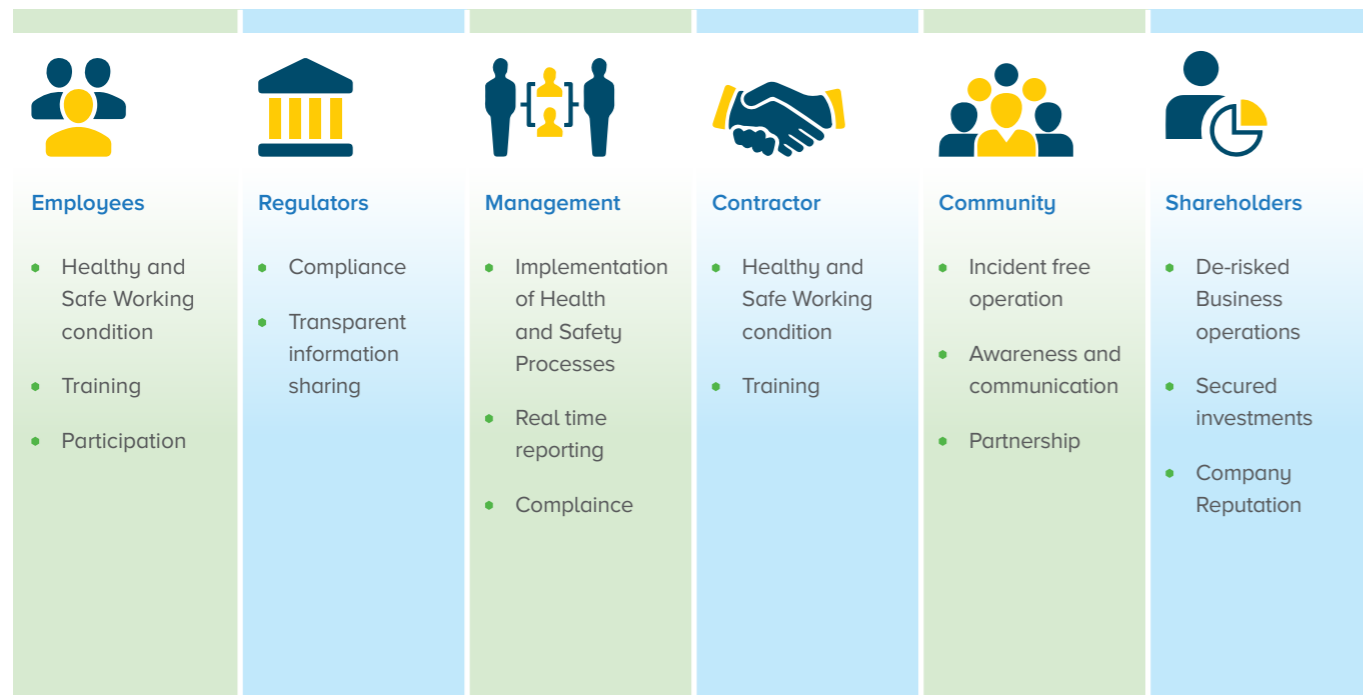 Employees
Healthy and
Safe Working
condition
Training
Participation
Regulators
Compliance
Transparent
information
sharing
Management
Implementation
of Health
and Safety
Processes
Real time
reporting
Complaince
Contractor
Healthy and
Safe Working
condition
Training
Community
Incident free
operation
Awareness and
communication
Partnership
Shareholders
De-risked
Business
operations
Secured
investments
Company
Reputation